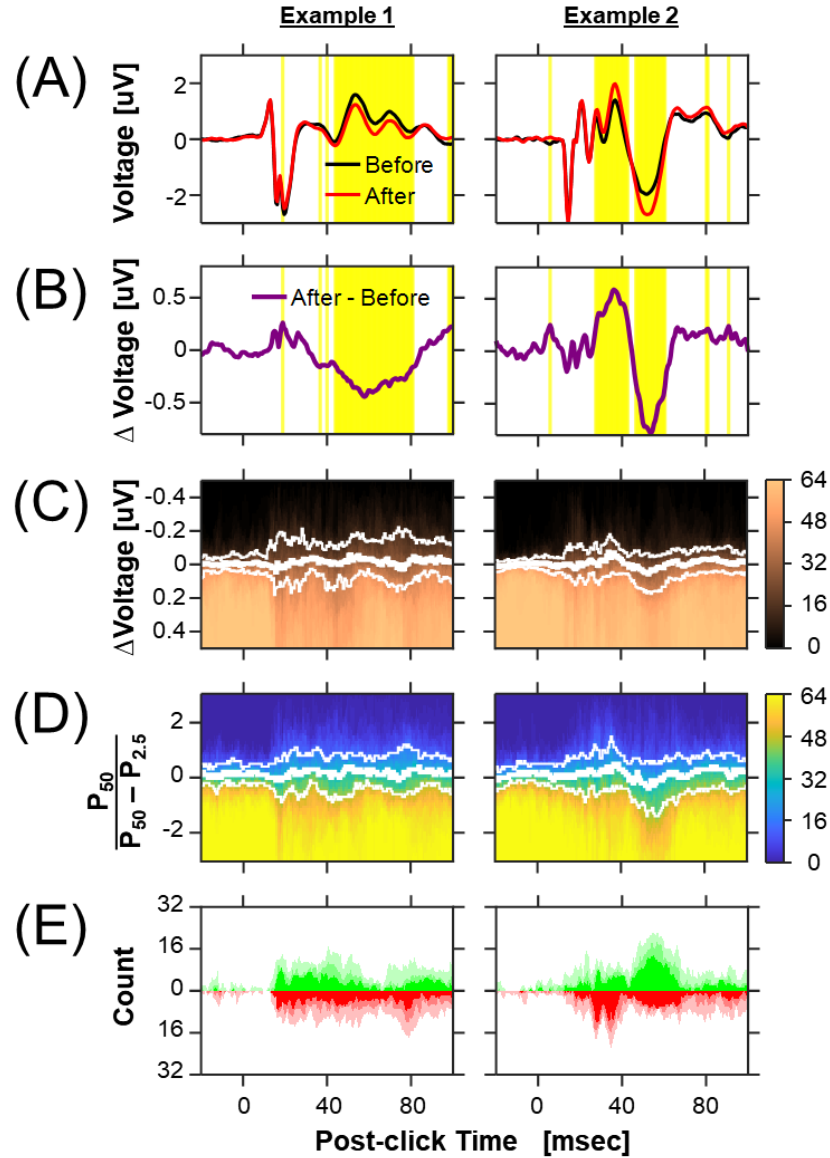 Example 1 Example 2
(A)
Voltage [uV]
2
0
-2
Before
After
(B)
Δ Voltage [uV]
0.5
0
-0.5
After - Before
(C)
ΔVoltage [uV]
-0.4
-0.2
0
0.2
0.4
64
48
32
16
0
(D)
P50
P50 − P2.5
2
0
-2
64
48
32
16
0
(E)
Count
32
16
0
16
32
0 40 80 0 40 80
Post-click Time [msec]